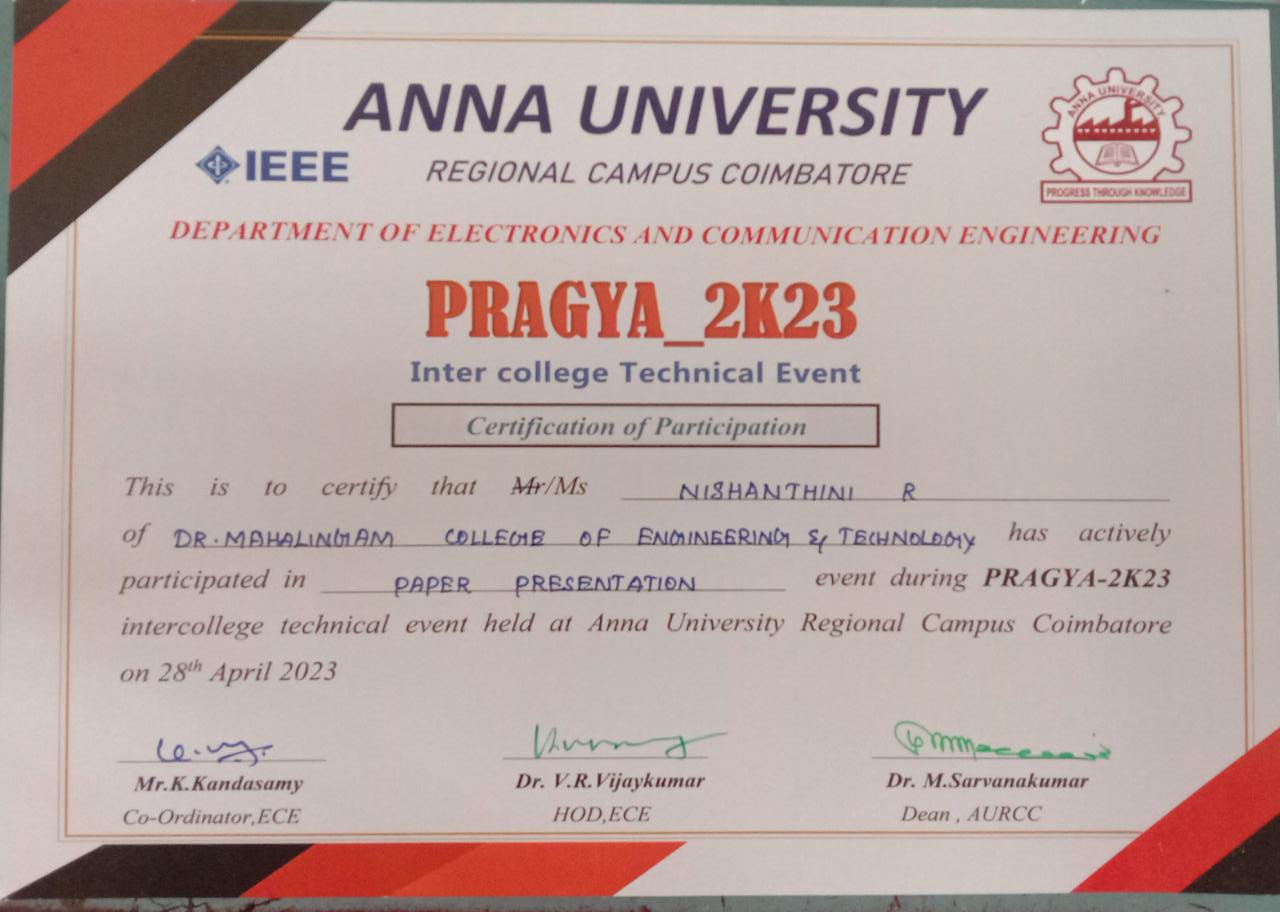 ANNA UNIVERSITY
IEEE
REGIONAL CAMPUS COIMBATORE
ANNA UNIVERSITY
PROGRESS THROUGH KNOWLEDGE
DEPARTMENT OF ELECTRONICS AND COMMUNICATION ENGINEERING
PRAGYA_2K23
Inter college Technical Event
Certification of Participation
This is to certify that Mr/Ms NISHANTHINI R
of DR.MAHALINGAM COLLEGE OF ENGINEERING & TECHNOLOGY has actively
participated in PAPER PRESENTATION event during PRAGYA-2K23
intercollege technical event held at Anna University Regional Campus Coimbatore
on 28th April 2023
Mr.K.Kandasamy
Co-Ordinator,ECE
Dr. V.R.Vijaykumar
HOD,ECE
Dr. M.Sarvanakumar
Dean , AURCC